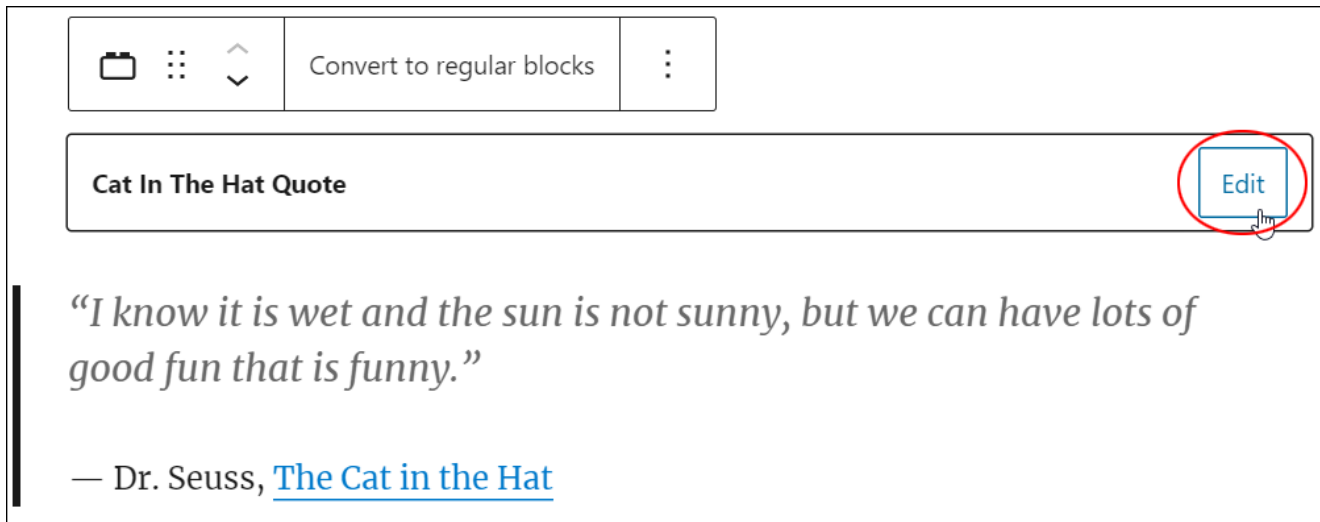 Convert to regular blocks
Cat In The Hat Quote
Edit
“I know it is wet and the sun is not sunny, but we can have lots of
good fun that is funny.”
— Dr. Seuss, The Cat in the Hat